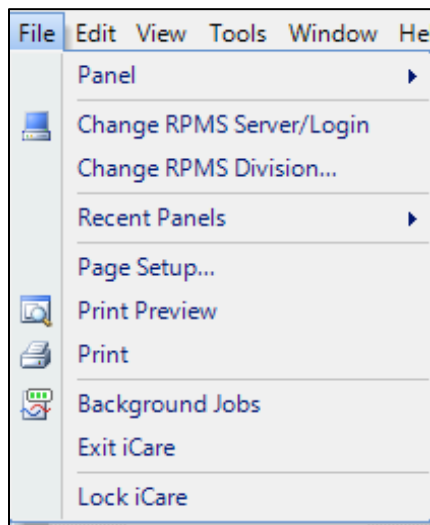 File Edit View Tools Window He
Panel
Change RPMS Server/Login
Change RPMS Division...
Recent Panels
Page Setup...
Print Preview
Print
Background Jobs
Exit iCare
Lock iCare